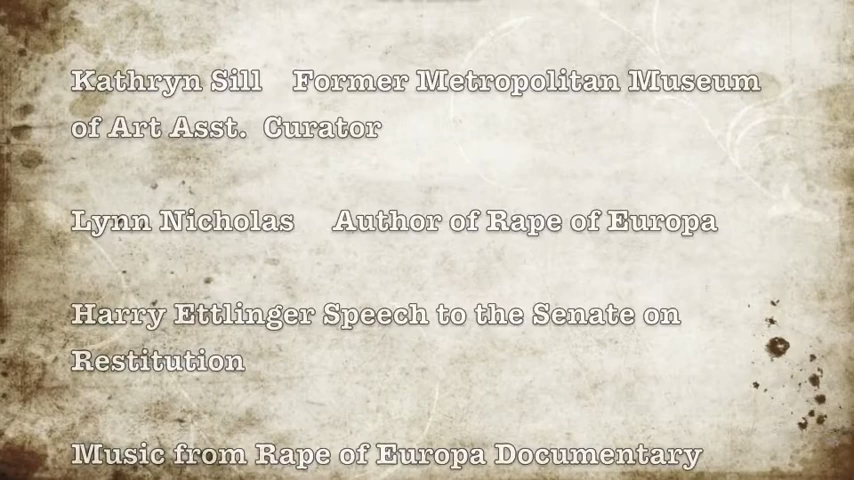 Kathryn Sill Former Metropolitan Museum
of Art Asst. Curator
Lynn Nicholas Author of Rape of Europa
Harry Ettlinger Speech to the Senate on
Restitution
Music from Rape of Europa Documentary